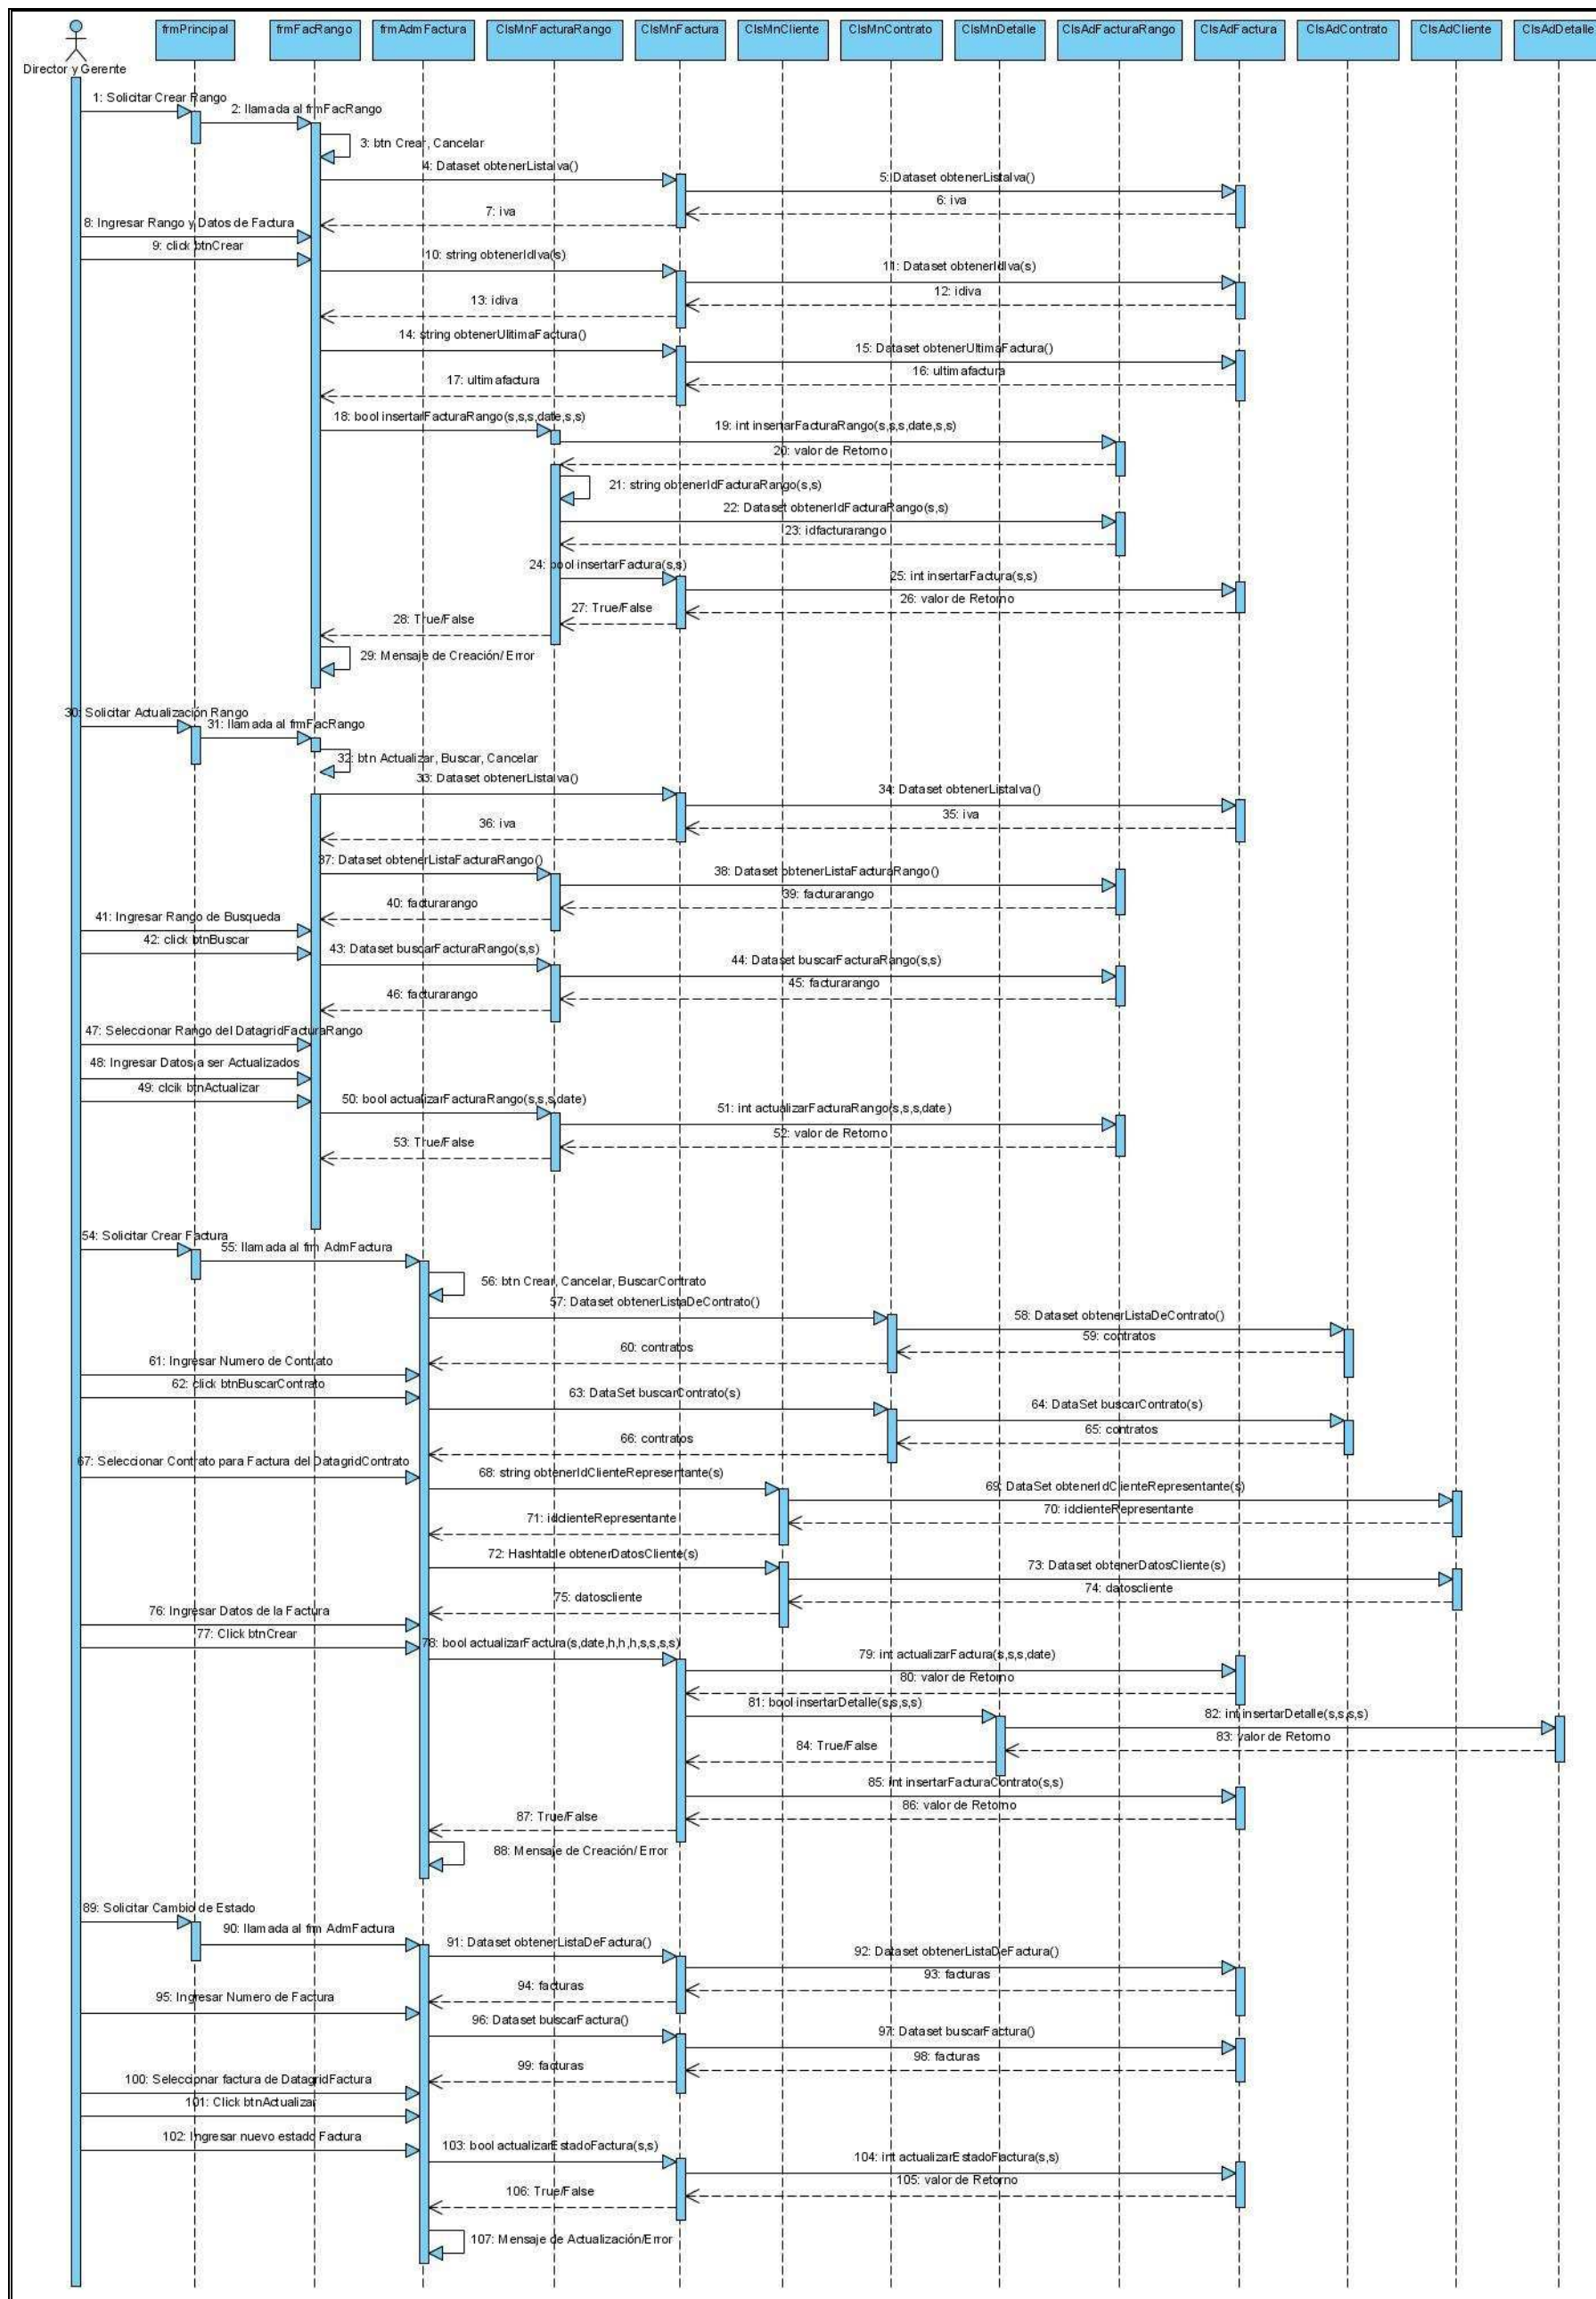 frmPrincipal
frmFacRango
frmAdmFactura
ClsMnFacturaRango
ClsMnFactura
ClsMnCliente
ClsMnContrato
ClsMnDetalle
ClsAdFacturaRango
ClsAdFactura
ClsAdContrato
ClsAdCliente
ClsAdDetalle
Director y Gerente
1: Solicitar Crear Rango
2: llamada al frmFacRango
3: btn Crear, Cancelar
4: Dataset obtenerListaIva()
5: Dataset obtenerListaIva()
6: iva
7: iva
8: Ingresar Rango y Datos de Factura
9: click btnCrear
10: string obtenerIdIva(s)
11: Dataset obtenerIdIva(s)
12: idiva
13: idiva
14: string obtenerUlitimaFactura()
15: Dataset obtenerUltimaFactura()
16: ultimafactura
17: ultimafactura
18: bool insertarFacturaRango(s,s,s,date,s,s)
19: int insertarFacturaRango(s,s,s,date,s,s)
20: valor de Retorno
21: string obtenerIdFacturaRango(s,s)
22: Dataset obtenerIdFacturaRango(s,s)
23: idfacturarango
24: bool insertarFactura(s,s)
25: int insertarFactura(s,s)
26: valor de Retorno
27: True/False
28: True/False
29: Mensaje de Creación/ Error
30: Solicitar Actualización Rango
31: llamada al frmFacRango
32: btn Actualizar, Buscar, Cancelar
33: Dataset obtenerListaIva()
34: Dataset obtenerListaIva()
35: iva
36: iva
37: Dataset obtenerListaFacturaRango()
38: Dataset obtenerListaFacturaRango()
39: facturarango
40: facturarango
41: Ingresar Rango de Busqueda
42: click btnBuscar
43: Dataset buscarFacturaRango(s,s)
44: Dataset buscarFacturaRango(s,s)
45: facturarango
46: facturarango
47: Seleccionar Rango del DatagridFacturaRango
48: Ingresar Datos a ser Actualizados
49: clcik btnActualizar
50: bool actualizarFacturaRango(s,s,s,date)
51: int actualizarFacturaRango(s,s,s,date)
52: valor de Retorno
53: True/False
54: Solicitar Crear Factura
55: llamada al frm AdmFactura
56: btn Crear, Cancelar, BuscarContrato
57: Dataset obtenerListaDeContrato()
58: Dataset obtenerListaDeContrato()
59: contratos
60: contratos
61: Ingresar Numero de Contrato
62: click btnBuscarContrato
63: DataSet buscarContrato(s)
64: DataSet buscarContrato(s)
65: contratos
66: contratos
67: Seleccionar Contrato para Factura del DatagridContrato
68: string obtenerIdClienteRepresentante(s)
69: DataSet obtenerIdClienteRepresentante(s)
70: idclienteRepresentante
71: idclienteRepresentante
72: Hashtable obtenerDatosCliente(s)
73: Dataset obtenerDatosCliente(s)
74: datoscliente
75: datoscliente
76: Ingresar Datos de la Factura
77: Click btnCrear
78: bool actualizarFactura(s,date,h,h,h,s,s,s,s)
79: int actualizarFactura(s,s,s,date)
80: valor de Retorno
81: bool insertarDetalle(s,s,s,s)
82: int insertarDetalle(s,s,s,s)
83: valor de Retorno
84: True/False
85: int insertarFacturaContrato(s,s)
86: valor de Retorno
87: True/False
88: Mensaje de Creación/ Error
89: Solicitar Cambio de Estado
90: llamada al frm AdmFactura
91: Dataset obtenerListaDeFactura()
92: Dataset obtenerListaDeFactura()
93: facturas
94: facturas
95: Ingresar Numero de Factura
96: Dataset buscarFactura()
97: Dataset buscarFactura()
98: facturas
99: facturas
100: Seleccionar factura de DatagridFactura
101: Click btnActualizar
102: Ingresar nuevo estado Factura
103: bool actualizarEstadoFactura(s,s)
104: int actualizarEstadoFactura(s,s)
105: valor de Retorno
106: True/False
107: Mensaje de Actualización/Error